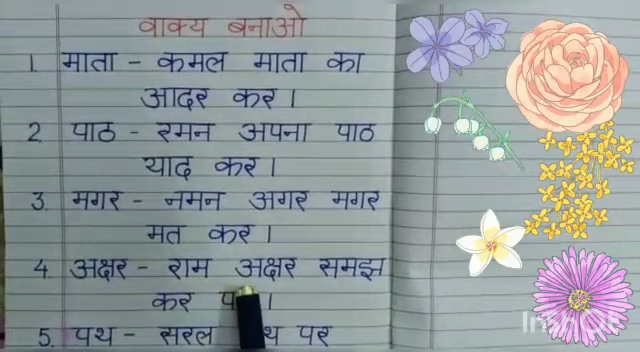 वाक्य बनाओ
1. माता - कमल माता का
आदर कर ।
2 पाठ - रमन अपना पाठ
याद कर ।
3. मगर - नमन अगर मगर
मत कर ।
4. अक्षर - राम अक्षर समझ
कर ।
5. पथ - सरल पर